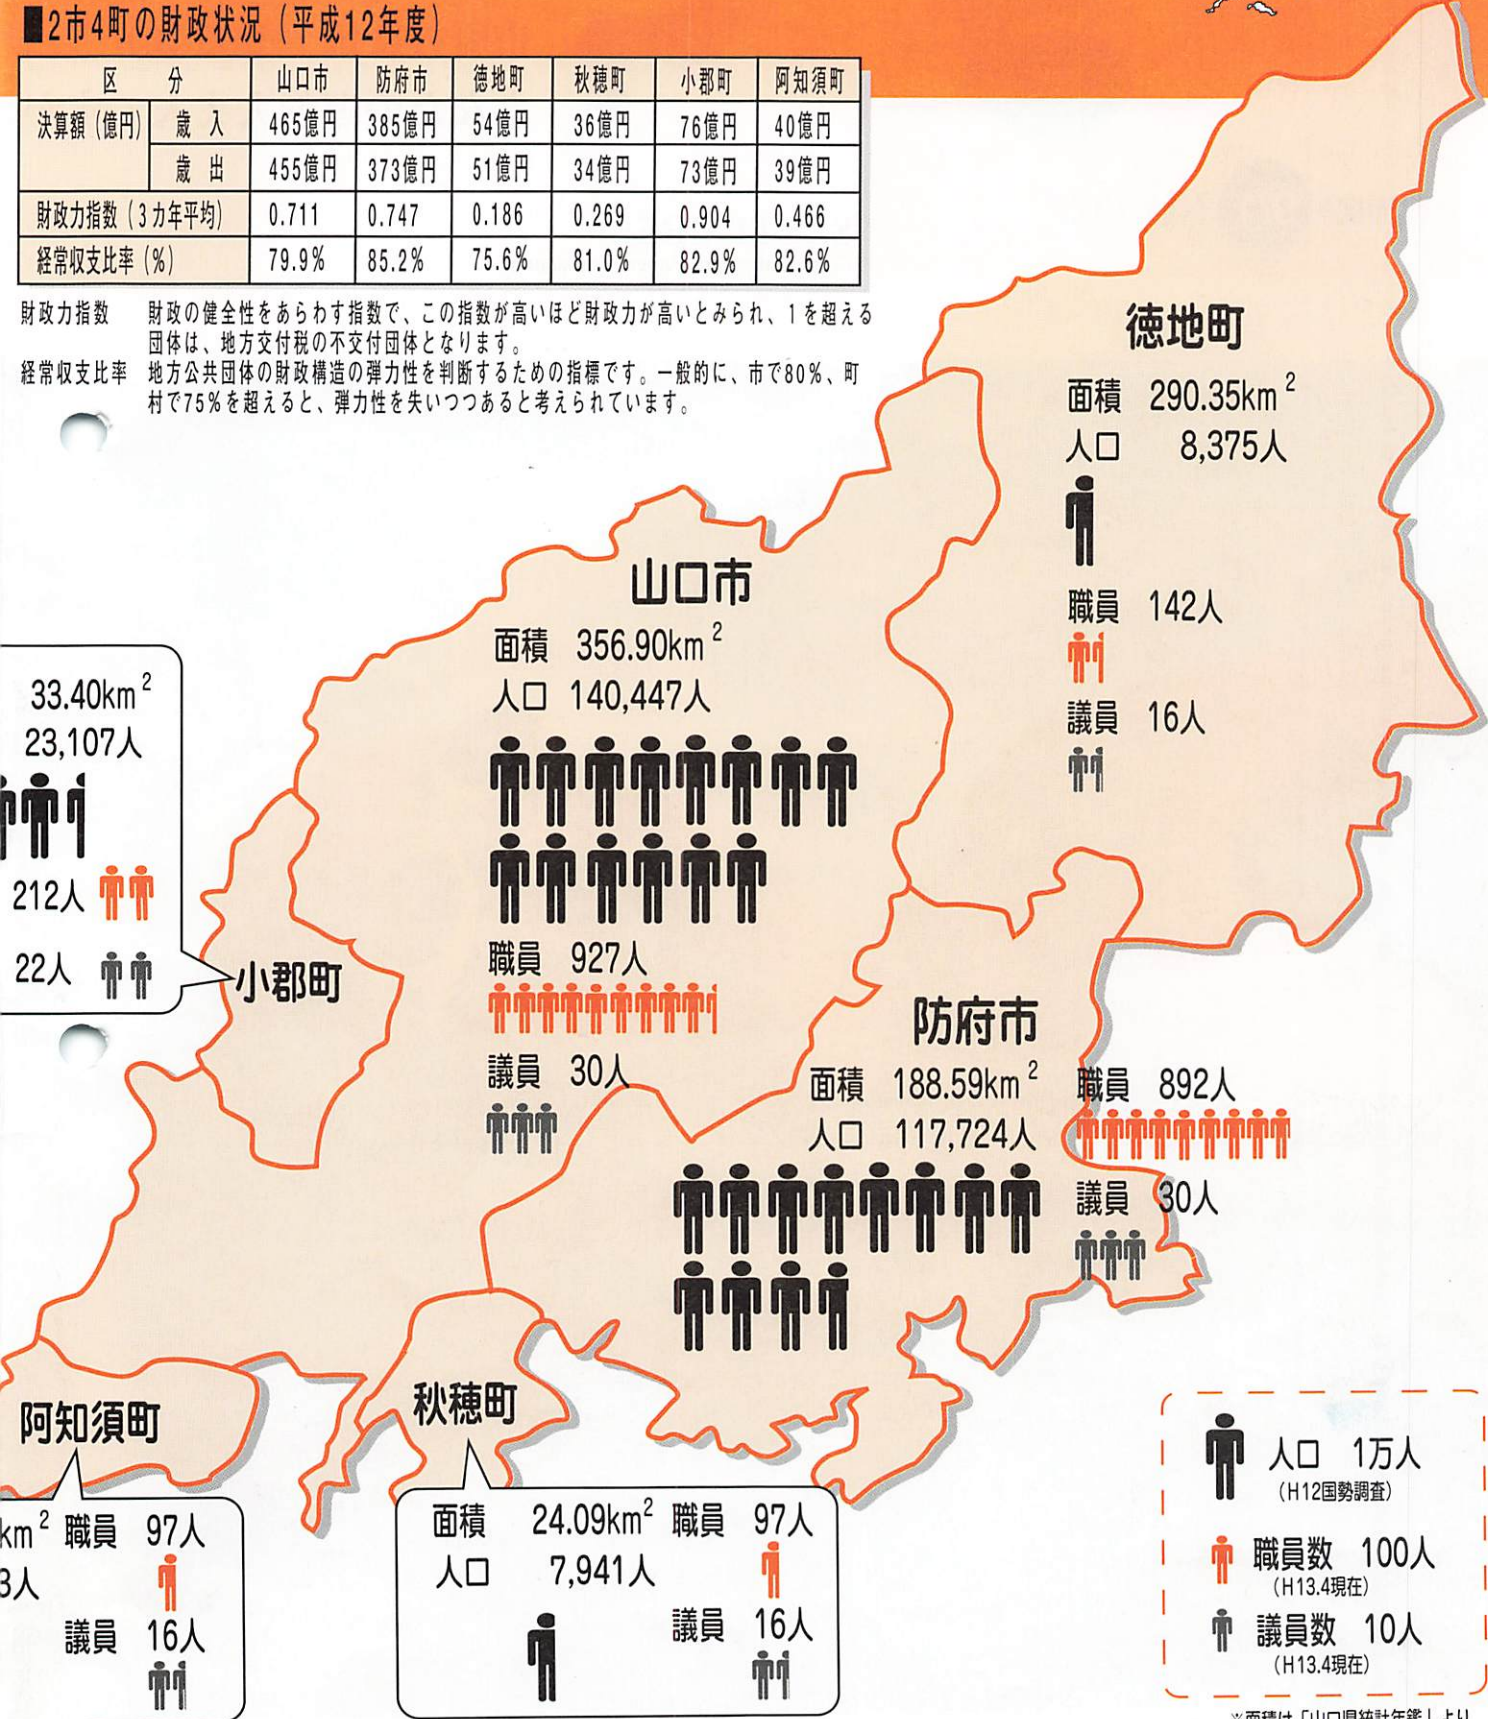 ■2市4町の財政状況（平成12年度）
区　分　山口市　防府市　徳地町　秋穂町　小郡町　阿知須町
決算額（億円）　歳　入　465億円　385億円　54億円　36億円　76億円　40億円
歳　出　455億円　373億円　51億円　34億円　73億円　39億円
財政力指数（3カ年平均）　0.711　0.747　0.186　0.269　0.904　0.466
経常収支比率（％）　79.9%　85.2%　75.6%　81.0%　82.9%　82.6%
財政力指数　財政の健全性をあらわす指数で、この指数が高いほど財政力が高いとみられ、1を超える
団体は、地方交付税の不交付団体となります。
経常収支比率　地方公共団体の財政構造の弾力性を判断するための指標です。一般的に、市で80％、町
村で75％を超えると、弾力性を失いつつあると考えられています。
徳地町
面積　290.35km²
人口　8,375人
職員　142人
議員　16人
山口市
面積　356.90km²
人口　140,447人
職員　927人
議員　30人
33.40km²
23,107人
212人
22人
小郡町
防府市
面積　188.59km²
人口　117,724人
職員　892人
議員　30人
阿知須町
km²　職員　97人
3人
議員　16人
秋穂町
面積　24.09km²　職員　97人
人口　7,941人
議員　16人
人口　1万人
（H12国勢調査）
職員数　100人
（H13.4現在）
議員数　10人
（H13.4現在）
※面積は「山口県統計年鑑」より